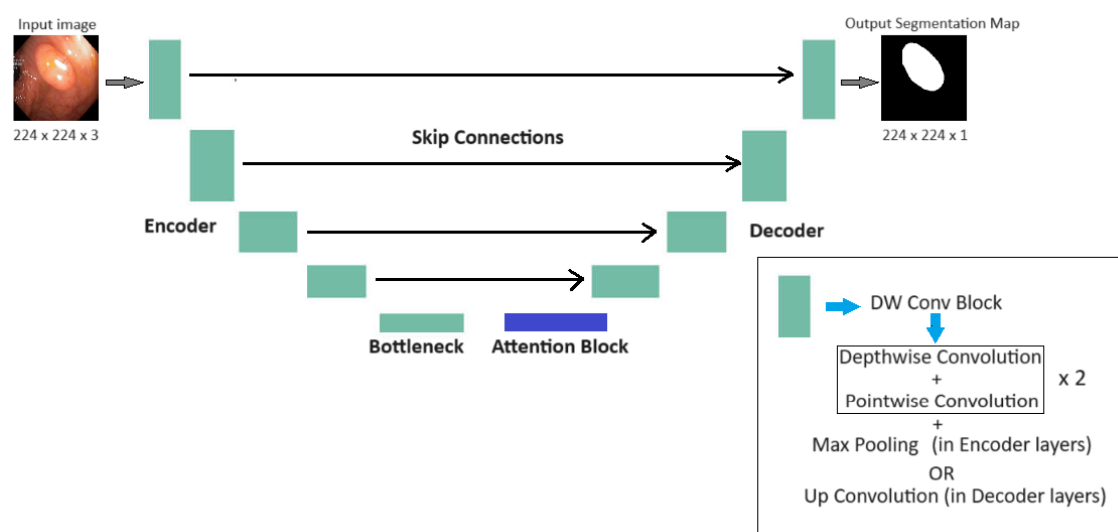 Input image
224 x 224 x 3
Output Segmentation Map
224 x 224 x 1
Skip Connections
Encoder
Decoder
Bottleneck
Attention Block
DW Conv Block
Depthwise Convolution
+
Pointwise Convolution
x 2
+
Max Pooling (in Encoder layers)
OR
Up Convolution (in Decoder layers)